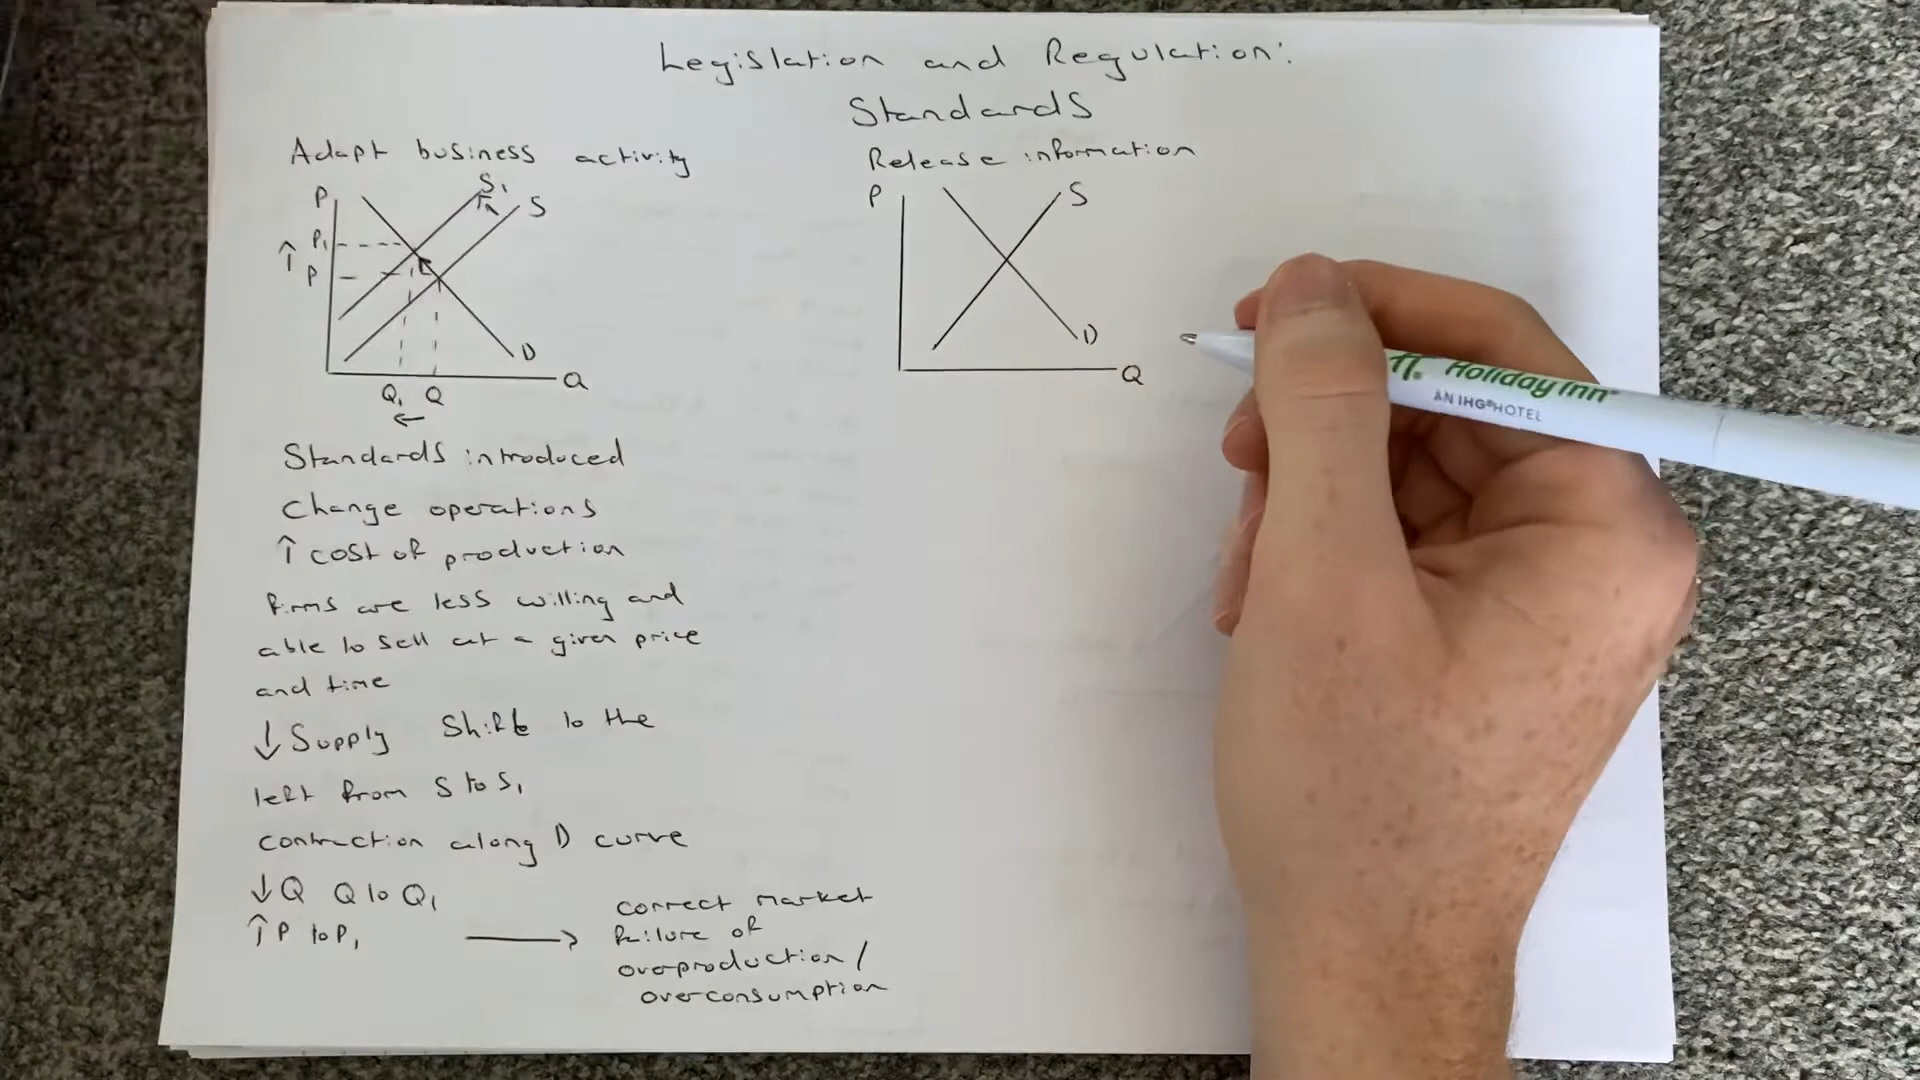 Legislation and Regulation:
Standards
Adapt business activity
P
S1
S
P1
↑
P
D
Q
Q1 Q
←
Standards introduced
Change operations
↑ cost of production
firms are less willing and
able to sell at a given price
and time
↓ Supply shift to the
left from S to S1
contraction along D curve
↓Q Q to Q1
↑P to P1
→
correct market
failure of
overproduction/
overconsumption
Release information
P
S
D
Q
Holiday Inn
AN IHG® HOTEL